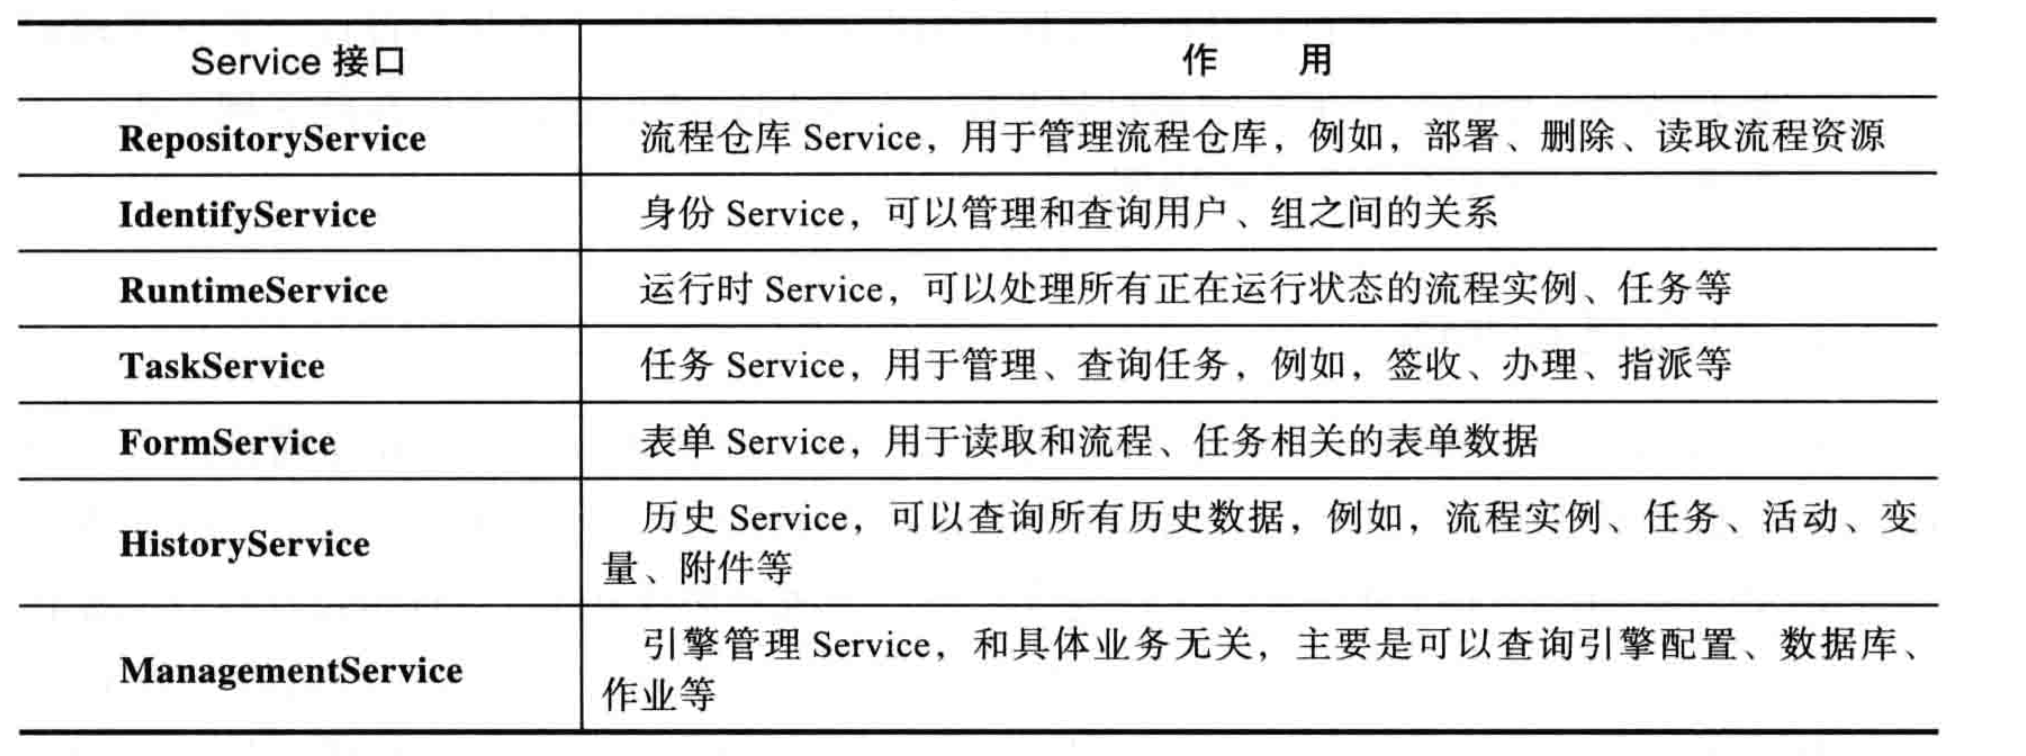 Service 接口
作 用
RepositoryService
流程仓库 Service，用于管理流程仓库，例如，部署、删除、读取流程资源
IdentifyService
身份 Service，可以管理和查询用户、组之间的关系
RuntimeService
运行时 Service，可以处理所有正在运行状态的流程实例、任务等
TaskService
任务 Service，用于管理、查询任务，例如，签收、办理、指派等
FormService
表单 Service，用于读取和流程、任务相关的表单数据
HistoryService
历史 Service，可以查询所有历史数据，例如，流程实例、任务、活动、变
量、附件等
ManagementService
引擎管理 Service，和具体业务无关，主要是可以查询引擎配置、数据库、
作业等